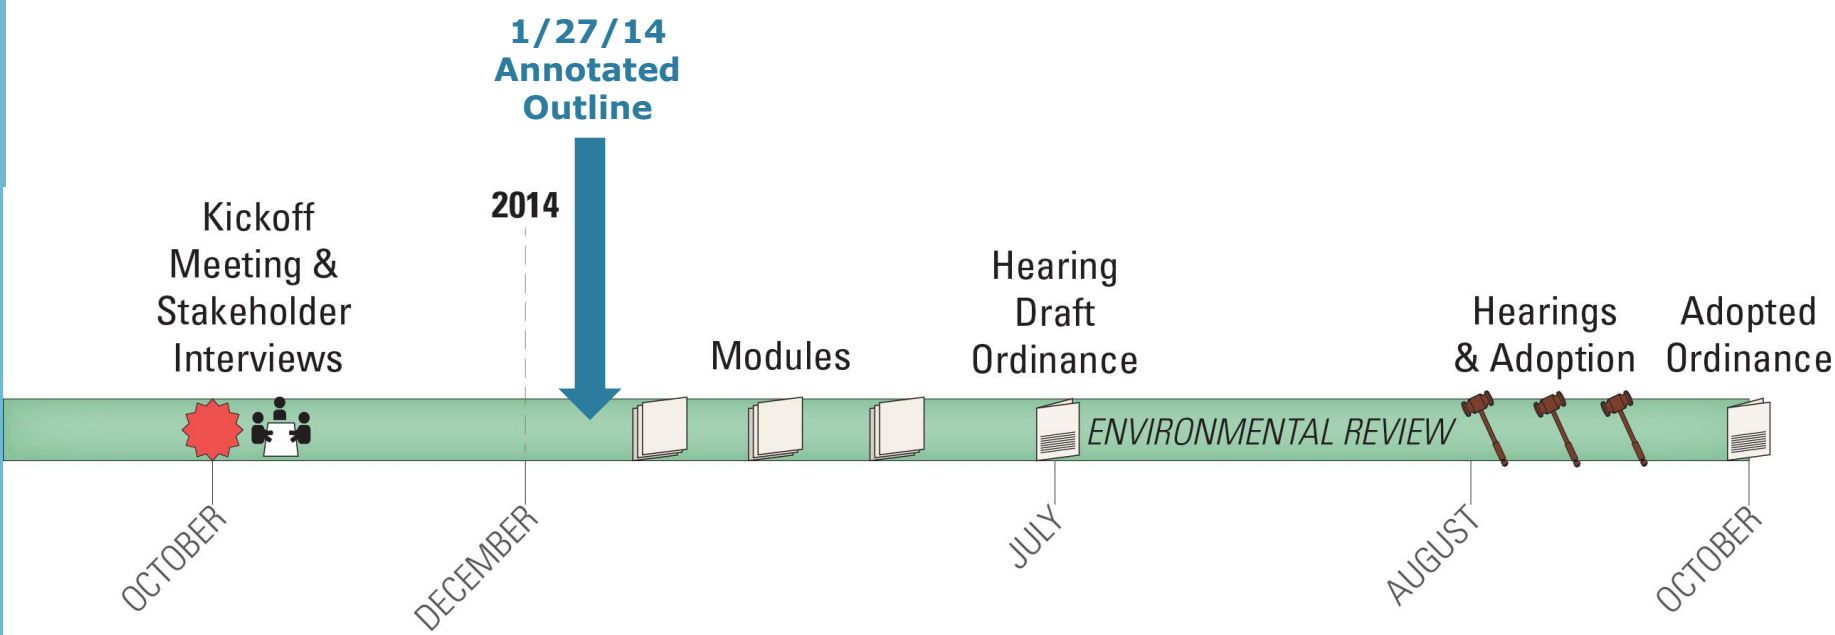 1/27/14
Annotated
Outline
2014
Kickoff
Meeting &
Stakeholder
Interviews
Modules
Hearing
Draft
Ordinance
Hearings
& Adoption
Adopted
Ordinance
ENVIRONMENTAL REVIEW
OCTOBER
DECEMBER
JULY
AUGUST
OCTOBER